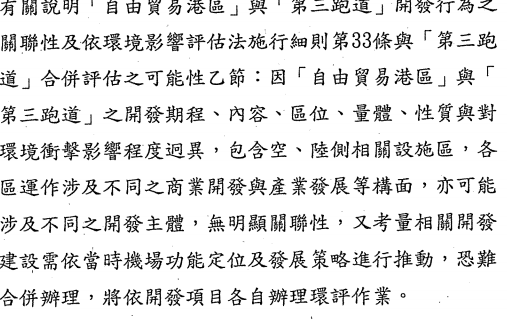 有關說明「自由貿易港區」與「第三跑道」開發行為之
關聯性及依環境影響評估法施行細則第33條與「第三跑
道」合併評估之可能性乙節：因「自由貿易港區」與「
第三跑道」之開發期程、內容、區位、量體、性質與對
環境衝擊影響程度迥異，包含空、陸側相關設施區，各
區運作涉及不同之商業開發與產業發展等構面，亦可能
涉及不同之開發主體，無明顯關聯性，又考量相關開發
建設需依當時機場功能定位及發展策略進行推動，恐難
合併辦理，將依開發項目各自辦理環評作業。